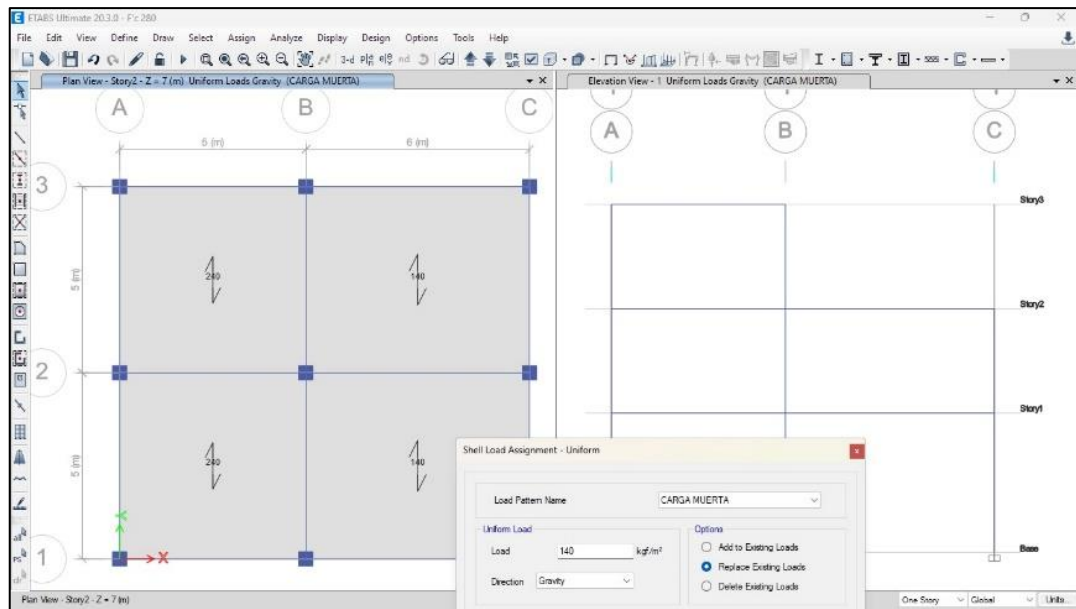 ETABS Ultimate 20.3.0 - F'c 280
File Edit View Define Draw Select Assign Analyze Display Design Options Tools Help
3-d
nd
Plan View - Story2 - Z = 7 (m) Uniform Loads Gravity (CARGA MUERTA)
A B C
5 (m) 6 (m)
3
240 140
5 (m)
2
240 140
5 (m)
1
X
Elevation View - 1 Uniform Loads Gravity (CARGA MUERTA)
A B C
Story3
Story2
Story1
Base
Shell Load Assignment - Uniform
Load Pattern Name CARGA MUERTA
Uniform Load
Load 140 kgf/m²
Direction Gravity
Options
Add to Existing Loads
Replace Existing Loads
Delete Existing Loads
Plan View - Story2 - Z = 7 (m)
One Story Global Units...